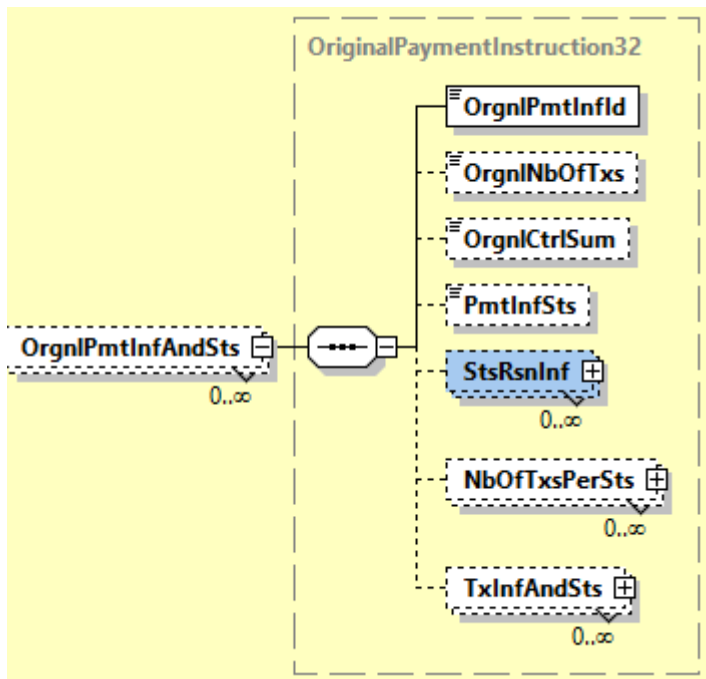 OriginalPaymentInstruction32
OrgnlPmtInfId
OrgnlNbOfTxs
OrgnlCtrlSum
PmtInfSts
OrgnlPmtInfAndSts
0..∞
StsRsnInf
0..∞
NbOfTxsPerSts
0..∞
TxInfAndSts
0..∞